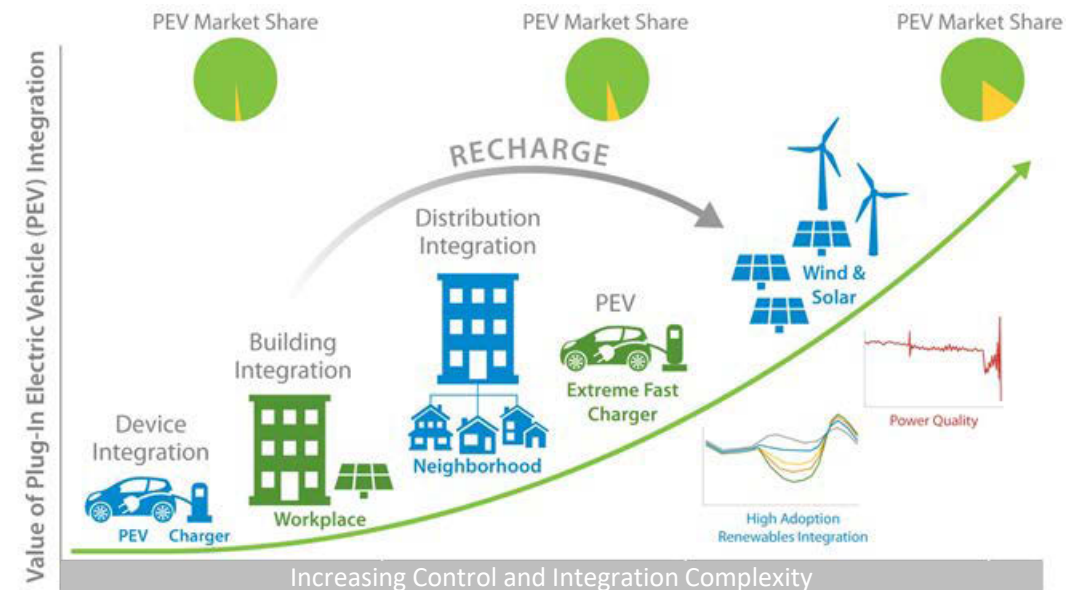 PEV Market Share
PEV Market Share
PEV Market Share
Value of Plug-In Electric Vehicle (PEV) Integration
RECHARGE
Distribution
Integration
Wind &
Solar
PEV
Building
Integration
Extreme Fast
Charger
Power Quality
Device
Integration
Neighborhood
Workplace
PEV
Charger
High Adoption
Renewables Integration
Increasing Control and Integration Complexity